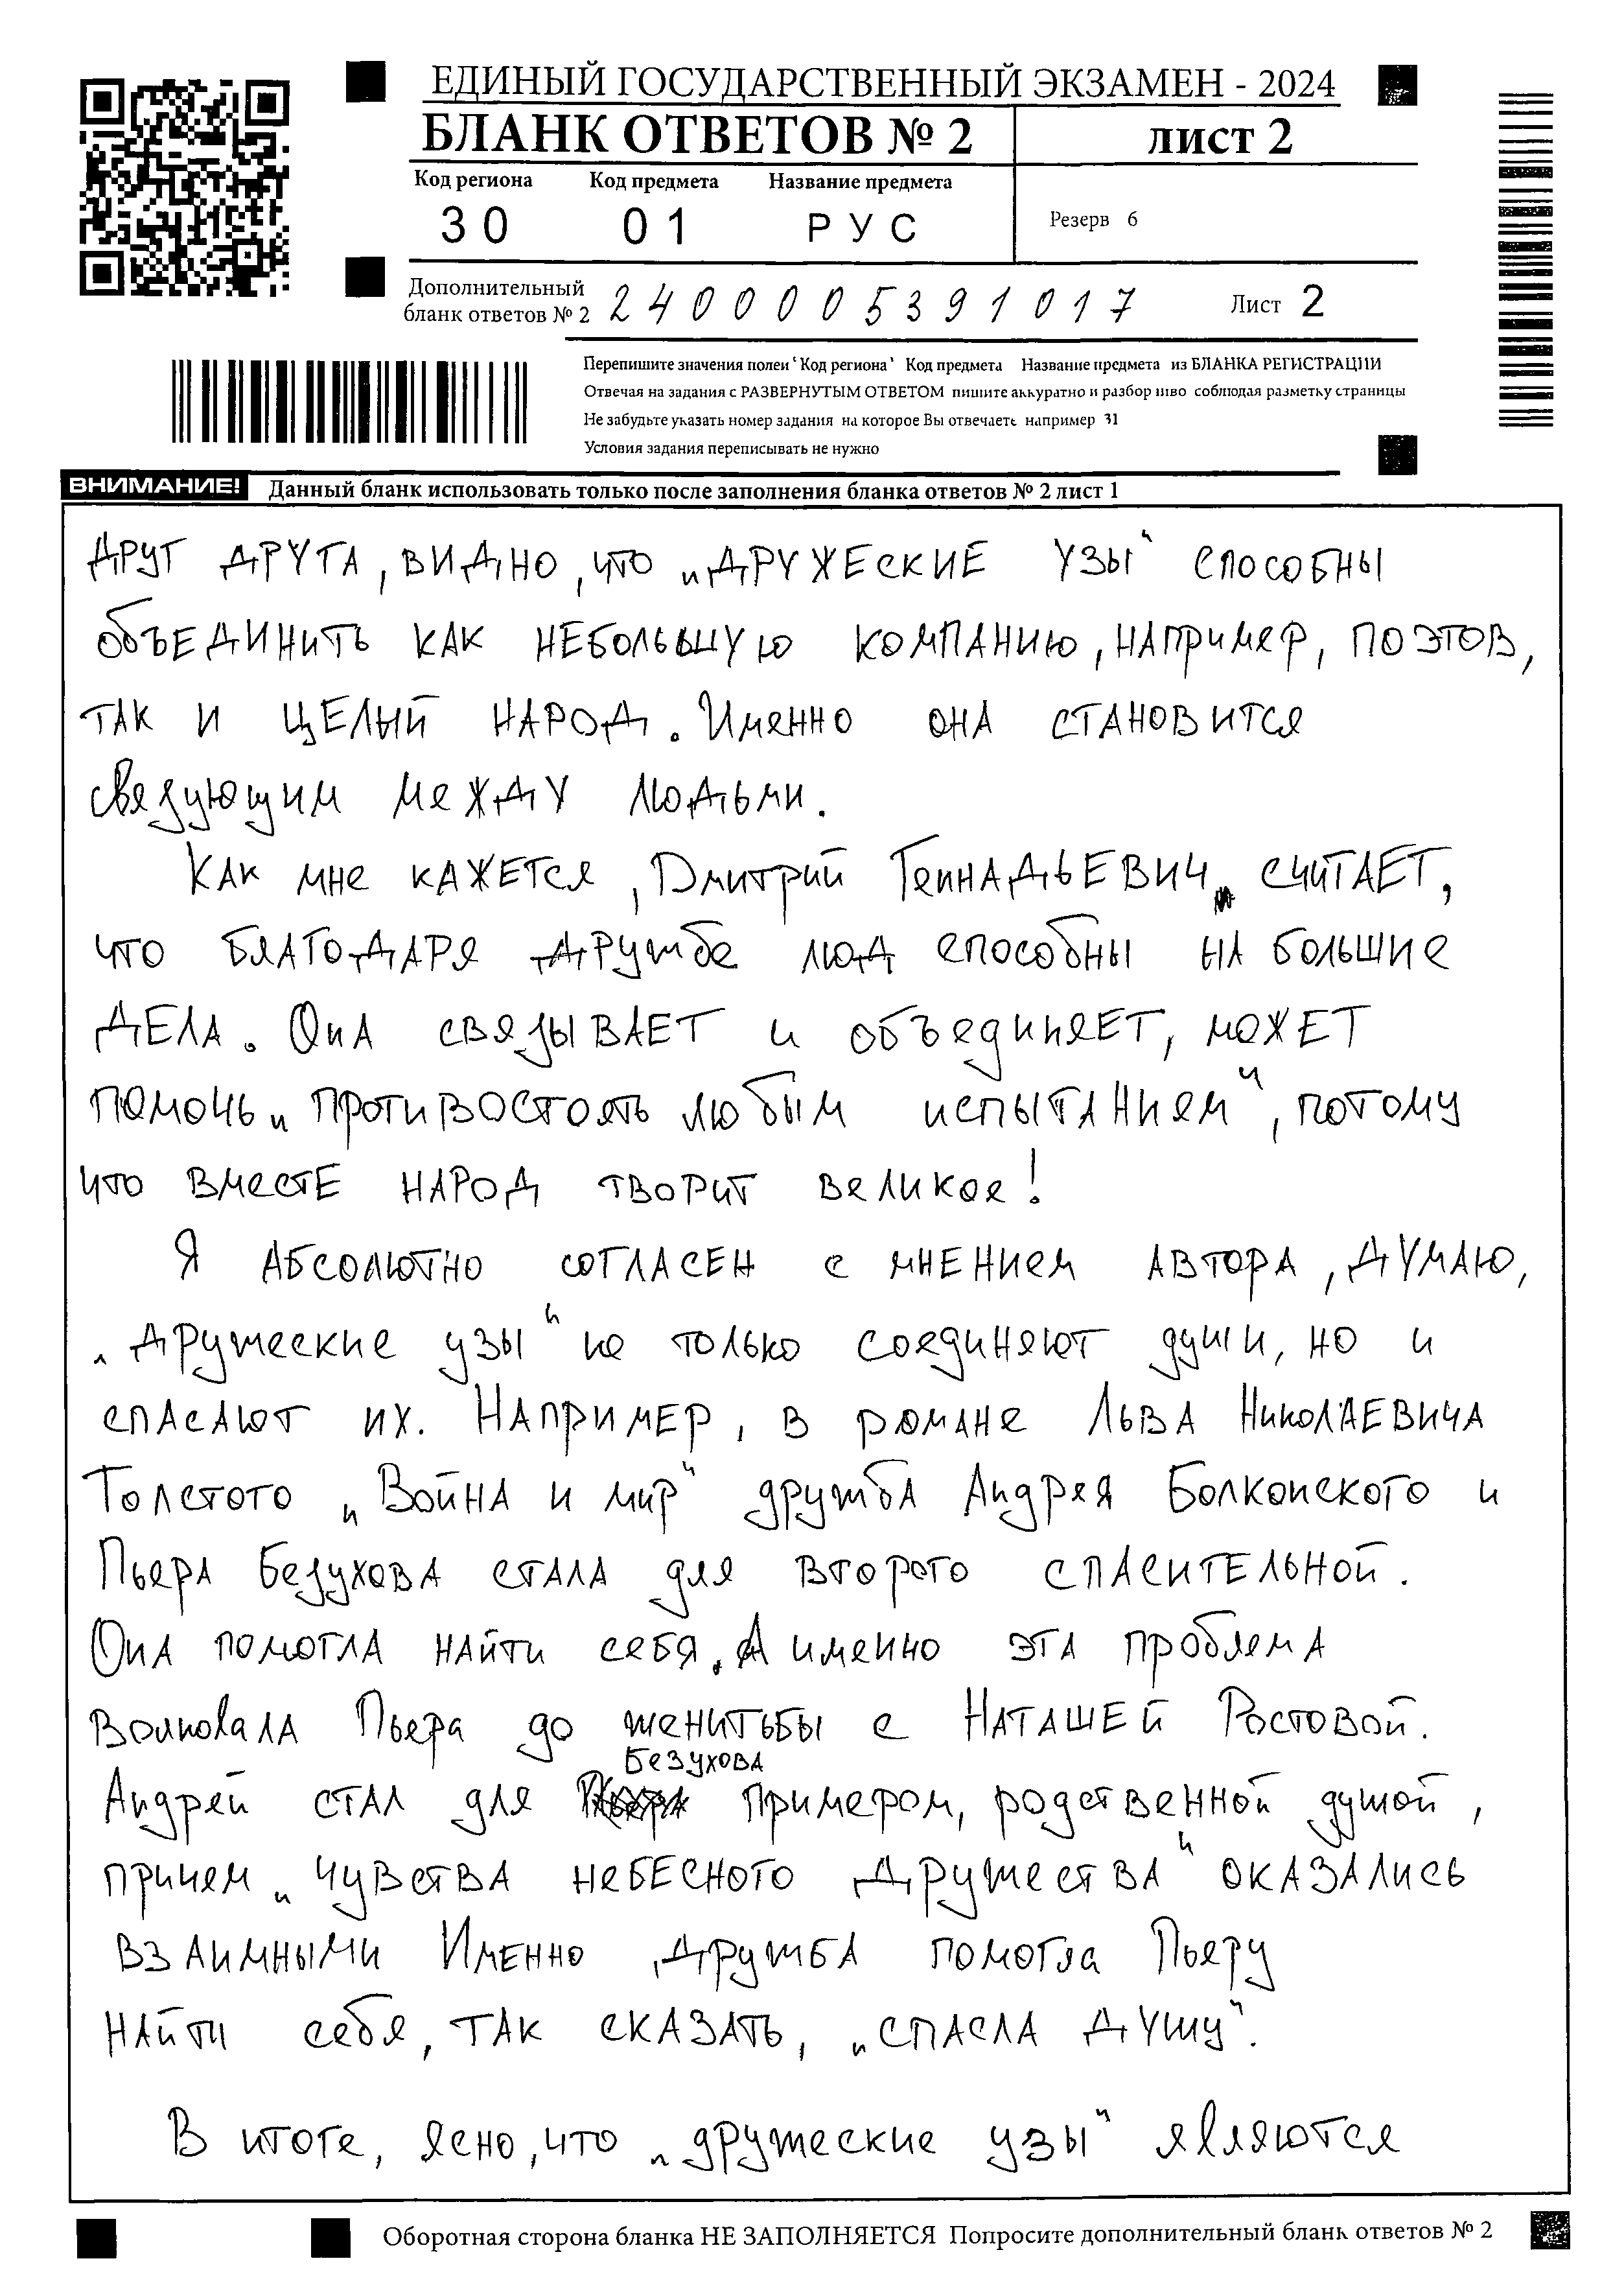 ЕДИНЫЙ ГОСУДАРСТВЕННЫЙ ЭКЗАМЕН - 2024
БЛАНК ОТВЕТОВ № 2
лист 2
Код региона Код предмета Название предмета
30 01 РУС
Резерв 6
Дополнительный
бланк ответов № 2
2400005391017
Лист 2
Перепишите значения полеи ' Код региона ' Код предмета Название предмета из БЛАНКА РЕГИСТРАЦИИ
Отвечая на задания с РАЗВЕРНУТЫМ ОТВЕТОМ пишите аккуратно и разбор иво соблюдая разметку страницы
Не забудьте указать номер задания на которое Вы отвечаете например 31
Условия задания переписывать не нужно
ВНИМАНИЕ! Данный бланк использовать только после заполнения бланка ответов № 2 лист 1
друг друга, видно, что „дружеские узы“ способны
объединить как небольшую компанию, например, поэтов,
так и целый народ. Именно она становится
связующим между людьми.
Как мне кажется, Дмитрий Геннадьевич считает,
что благодаря дружбе люд способны на большие
дела. Она связывает и объединяет, может
помочь „противостоять любым испытанием“, потому
что вместе народ творит великое!
Я абсолютно согласен с мнением автора, думаю,
„дружеские узы“ не только соединяют души, но и
спасают их. Например, в романе Льва Николаевича
Толстого „Война и мир“ дружба Андрея Болконского и
Пьера Безухова стала для второго спасительной.
Она помогла найти себя. А именно эта проблема
волновала Пьера до женитьбы с Наташей Ростовой.
Андрей стал для Безухова примером, родственной душой,
причем „чувства небесного дружества“ оказались
взаимными Именно дружба помогла Пьеру
найти себя, так сказать, „спасла душу“.
В итоге, ясно, что „дружеские узы“ являются
Оборотная сторона бланка НЕ ЗАПОЛНЯЕТСЯ Попросите дополнительный бланк ответов № 2